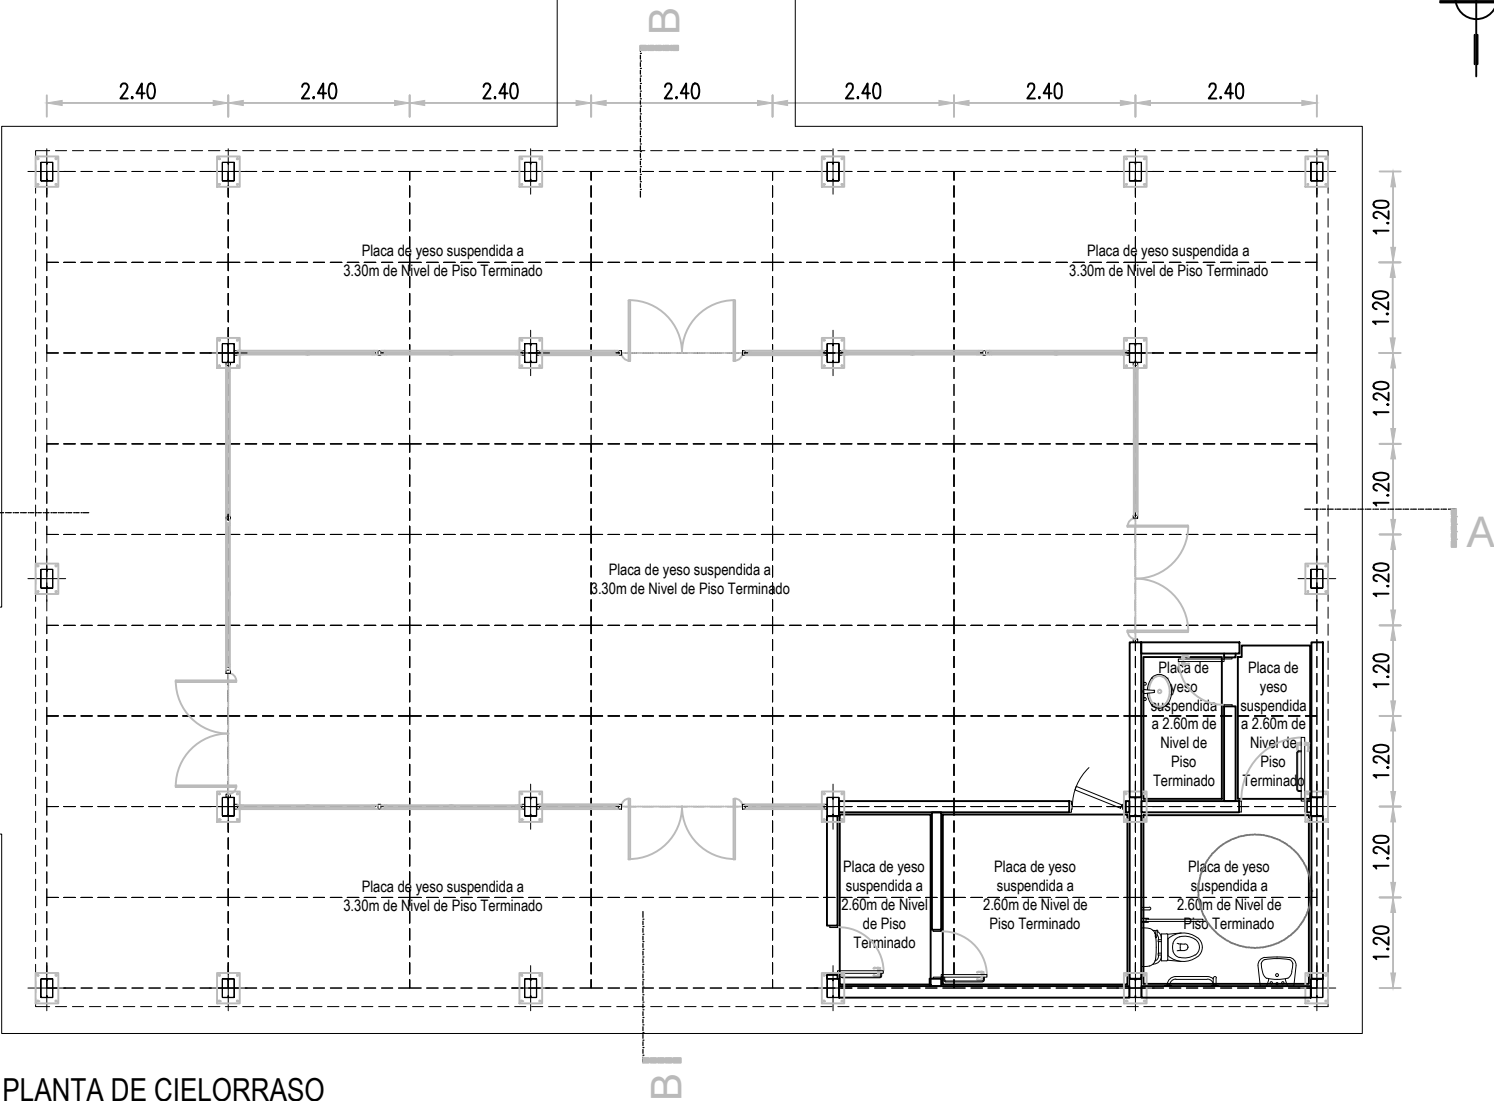 B
2.40
2.40
2.40
2.40
2.40
2.40
2.40
Placa de yeso suspendida a
3.30m de Nivel de Piso Terminado
Placa de yeso suspendida a
3.30m de Nivel de Piso Terminado
1.20
1.20
1.20
1.20
1.20
1.20
1.20
1.20
1.20
A
Placa de yeso suspendida a
3.30m de Nivel de Piso Terminado
Placa de
yeso
suspendida
a 2.60m de
Nivel de
Piso
Terminado
Placa de
yeso
suspendida
a 2.60m de
Nivel de
Piso
Terminado
Placa de yeso suspendida a
3.30m de Nivel de Piso Terminado
Placa de yeso
suspendida a
2.60m de Nivel
de Piso
Terminado
Placa de yeso
suspendida a
2.60m de Nivel de
Piso Terminado
Placa de yeso
suspendida a
2.60m de Nivel de
Piso Terminado
B
PLANTA DE CIELORRASO